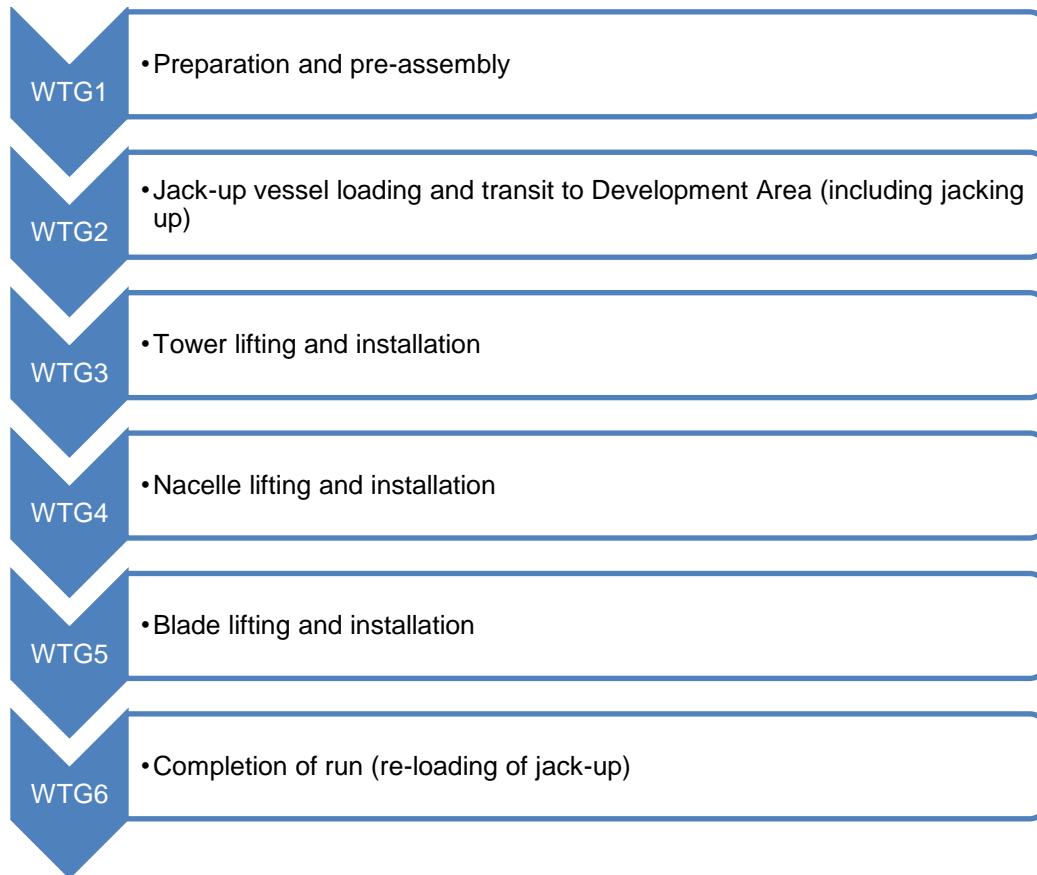 WTG1
•Preparation and pre-assembly
WTG2
•Jack-up vessel loading and transit to Development Area (including jacking
up)
WTG3
•Tower lifting and installation
WTG4
•Nacelle lifting and installation
WTG5
•Blade lifting and installation
WTG6
•Completion of run (re-loading of jack-up)